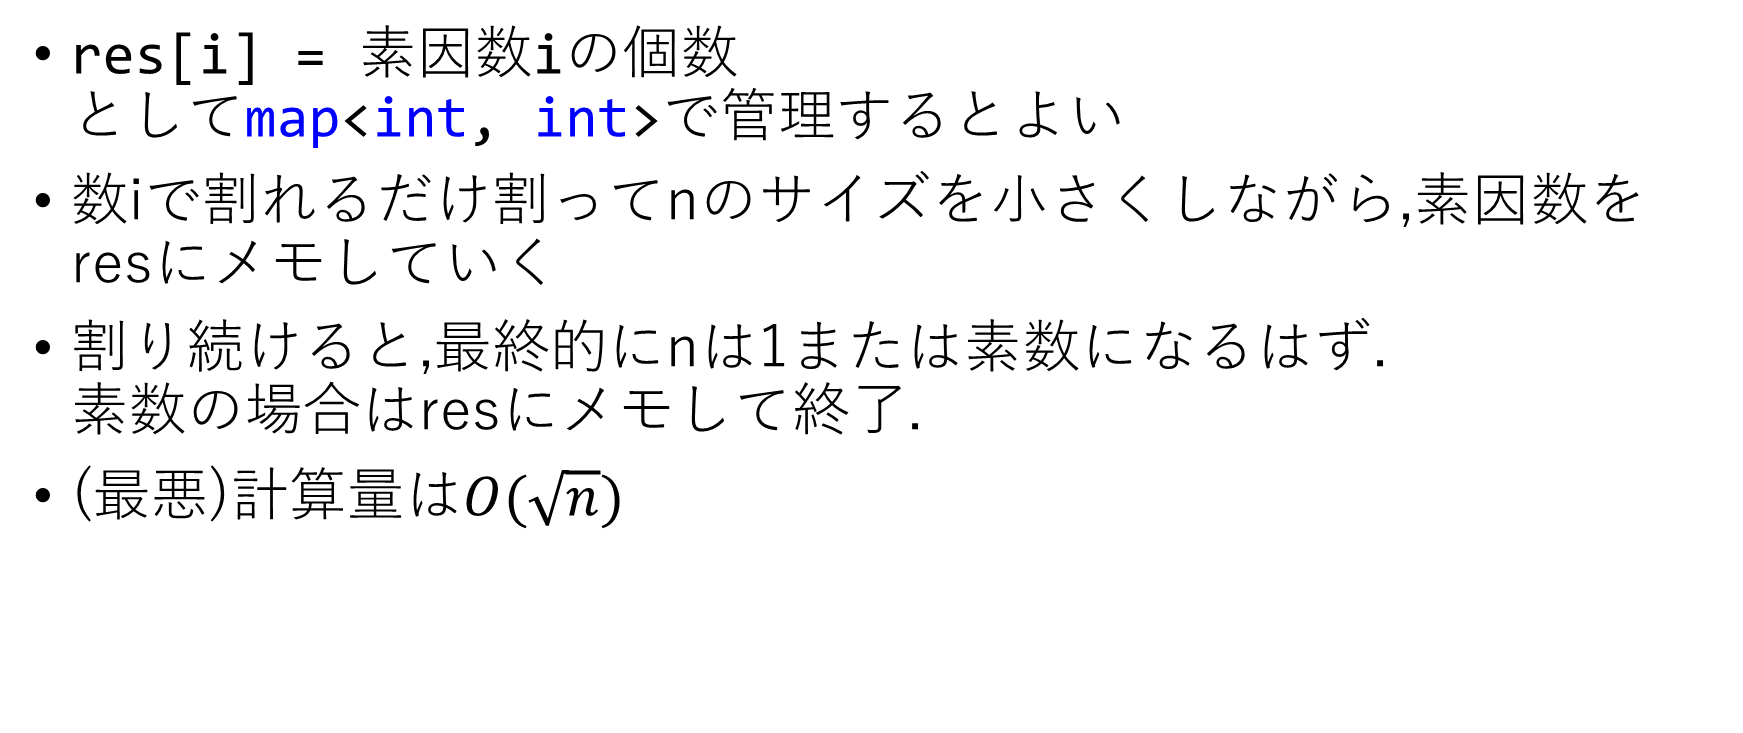 • res[i] = 素因数iの個数
としてmap<int, int>で管理するとよい
• 数iで割れるだけ割ってnのサイズを小さくしながら,素因数を
resにメモしていく
• 割り続けると,最終的にnは1または素数になるはず.
素数の場合はresにメモして終了.
• (最悪)計算量はO(√n)